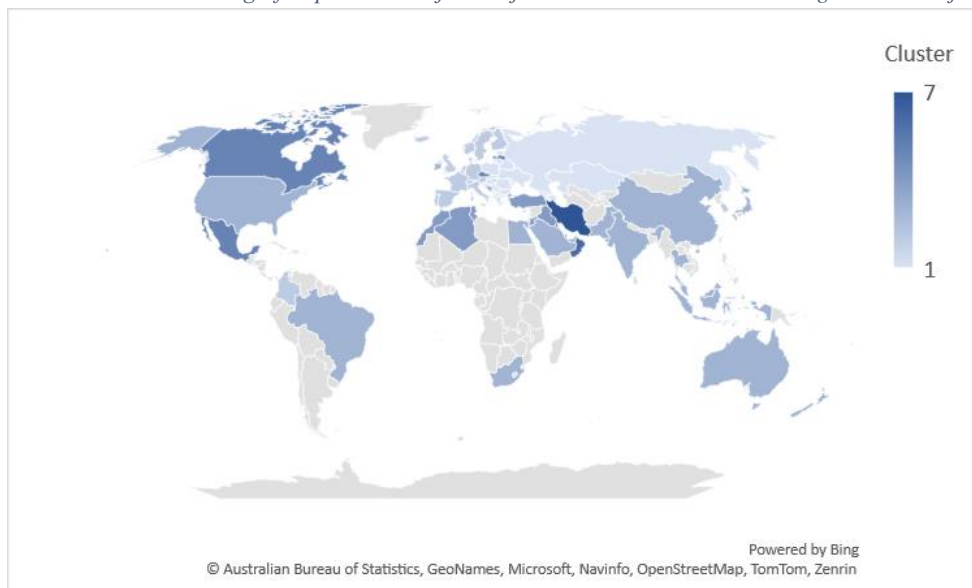 Cluster
7
1
Powered by Bing
© Australian Bureau of Statistics, GeoNames, Microsoft, Navinfo, OpenStreetMap, TomTom, Zenrin